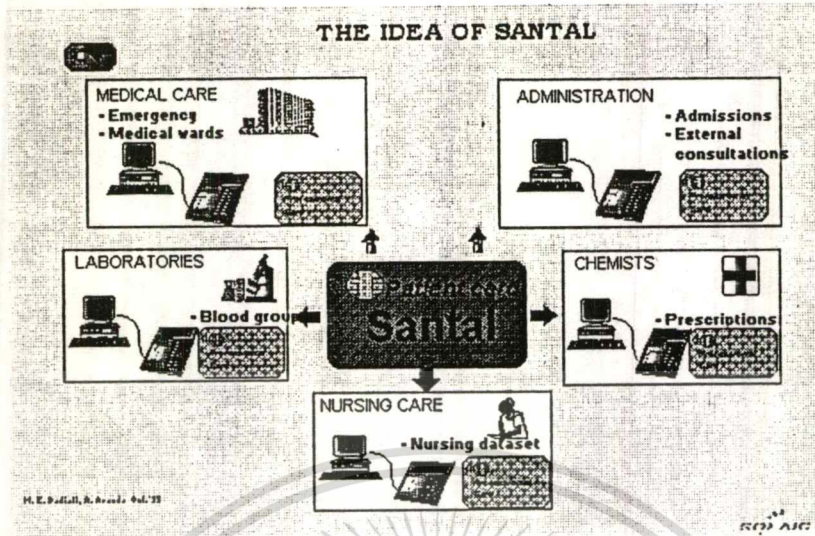 THE IDEA OF SANTAL
MEDICAL CARE
- Emergency
- Medical wards
ADMINISTRATION
- Admissions
- External
consultations
LABORATORIES
- Blood group
Patient card
Santal
CHEMISTS
- Prescriptions
NURSING CARE
- Nursing dataset